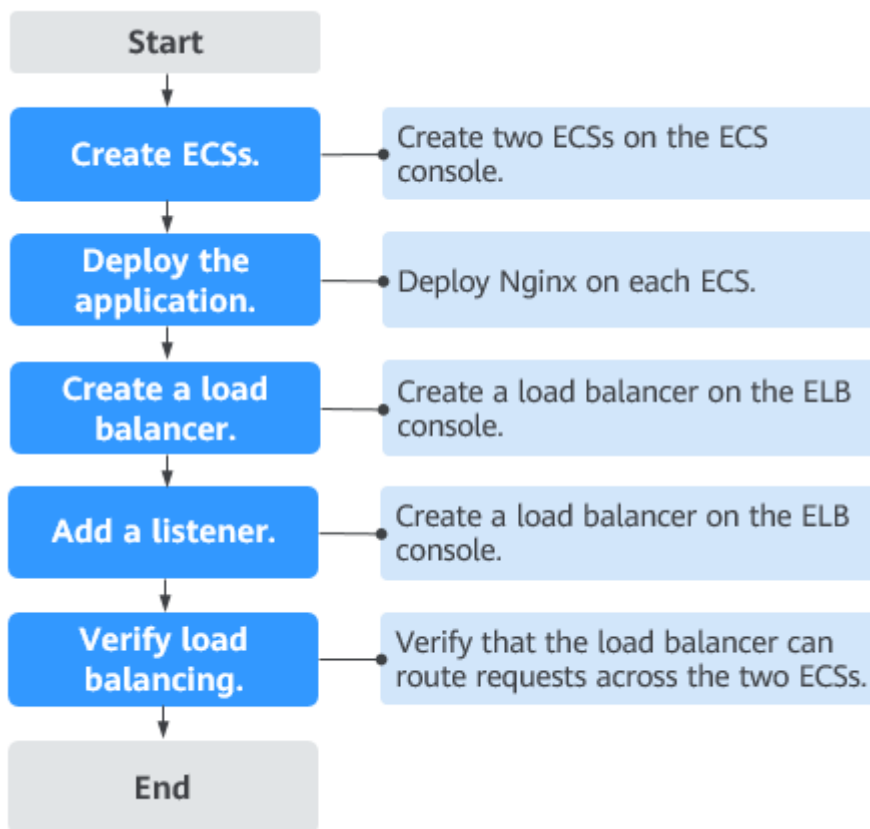 Start
Create ECSs.
Create two ECSs on the ECS
console.
Deploy the
application.
Deploy Nginx on each ECS.
Create a load
balancer.
Create a load balancer on the ELB
console.
Add a listener.
Create a load balancer on the ELB
console.
Verify load
balancing.
Verify that the load balancer can
route requests across the two ECSs.
End